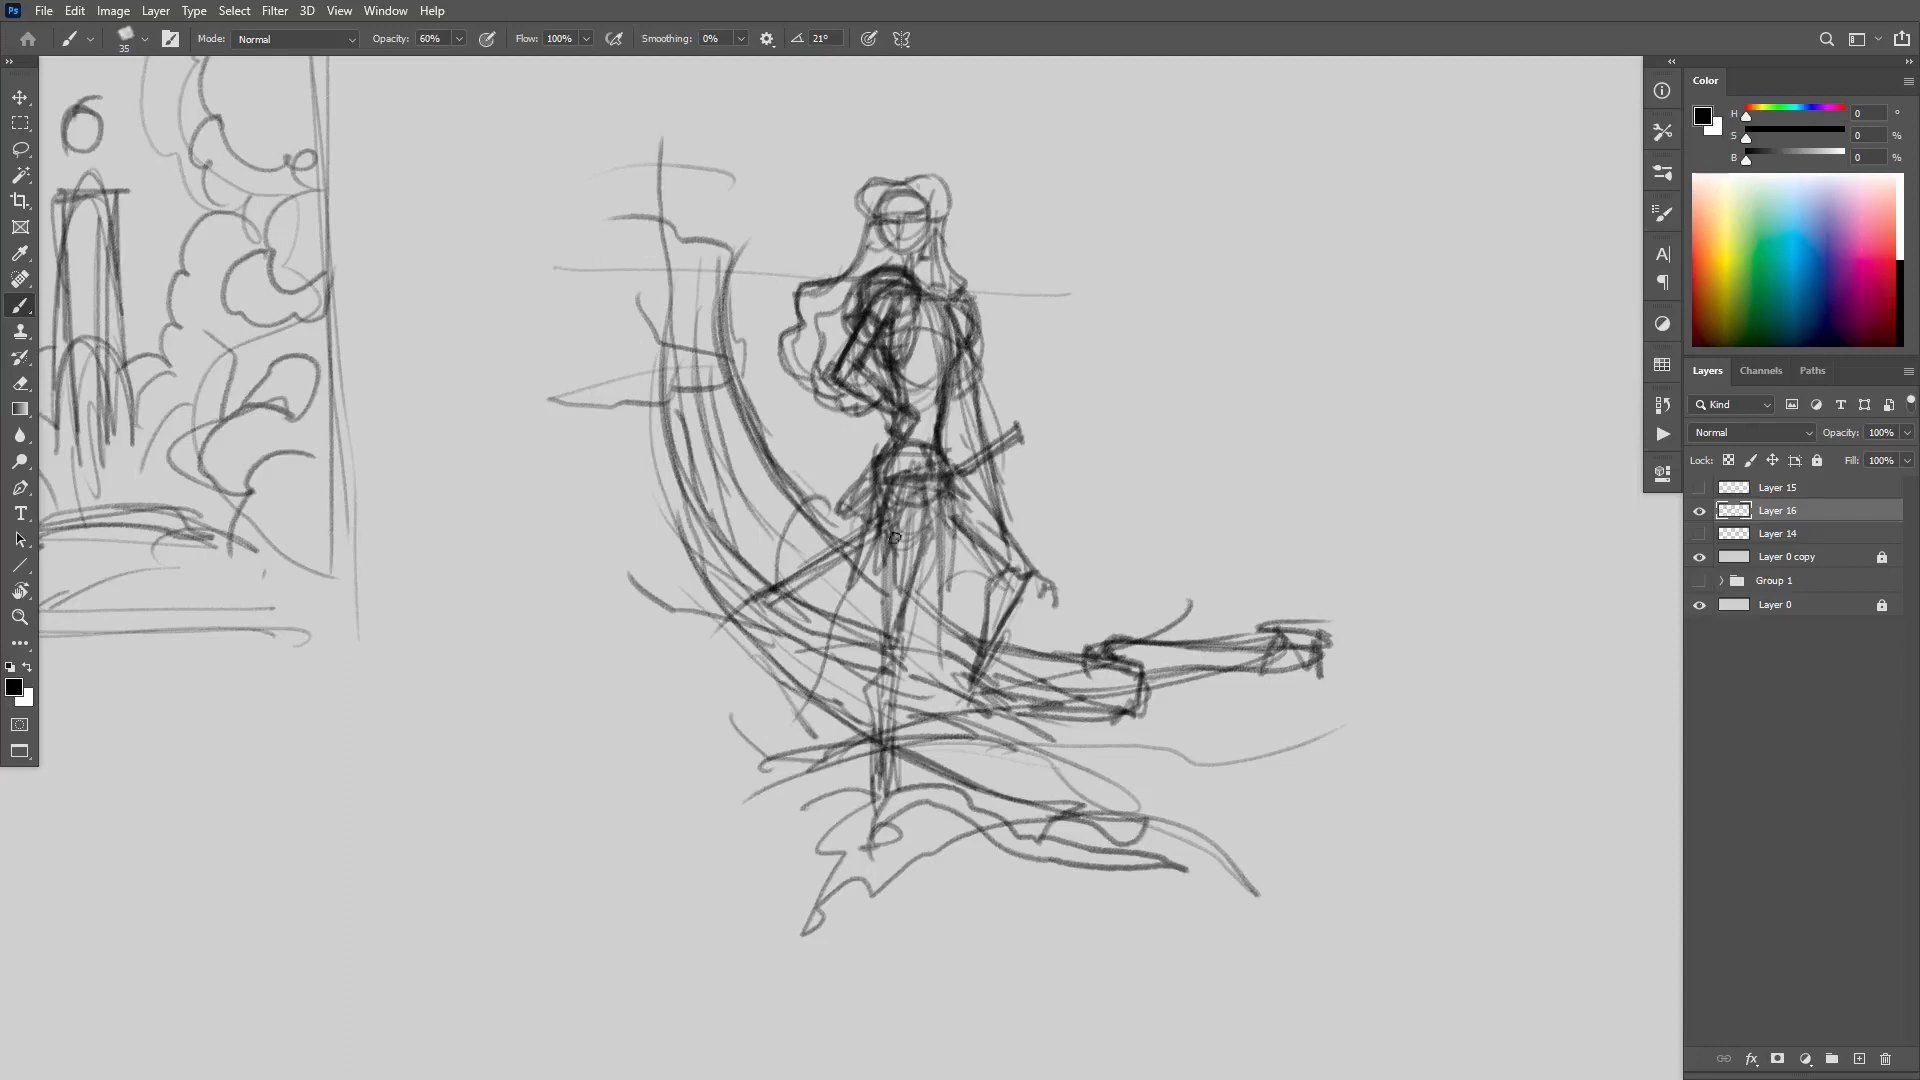 Ps File Edit Image Layer Type Select Filter 3D View Window Help
35 Mode: Normal Opacity: 60% Flow: 100% Smoothing: 0% 21°
Color
H 0 °
S 0 %
B 0 %
Layers Channels Paths
Kind
Normal Opacity: 100%
Lock: Fill: 100%
Layer 15
Layer 16
Layer 14
Layer 0 copy
Group 1
Layer 0